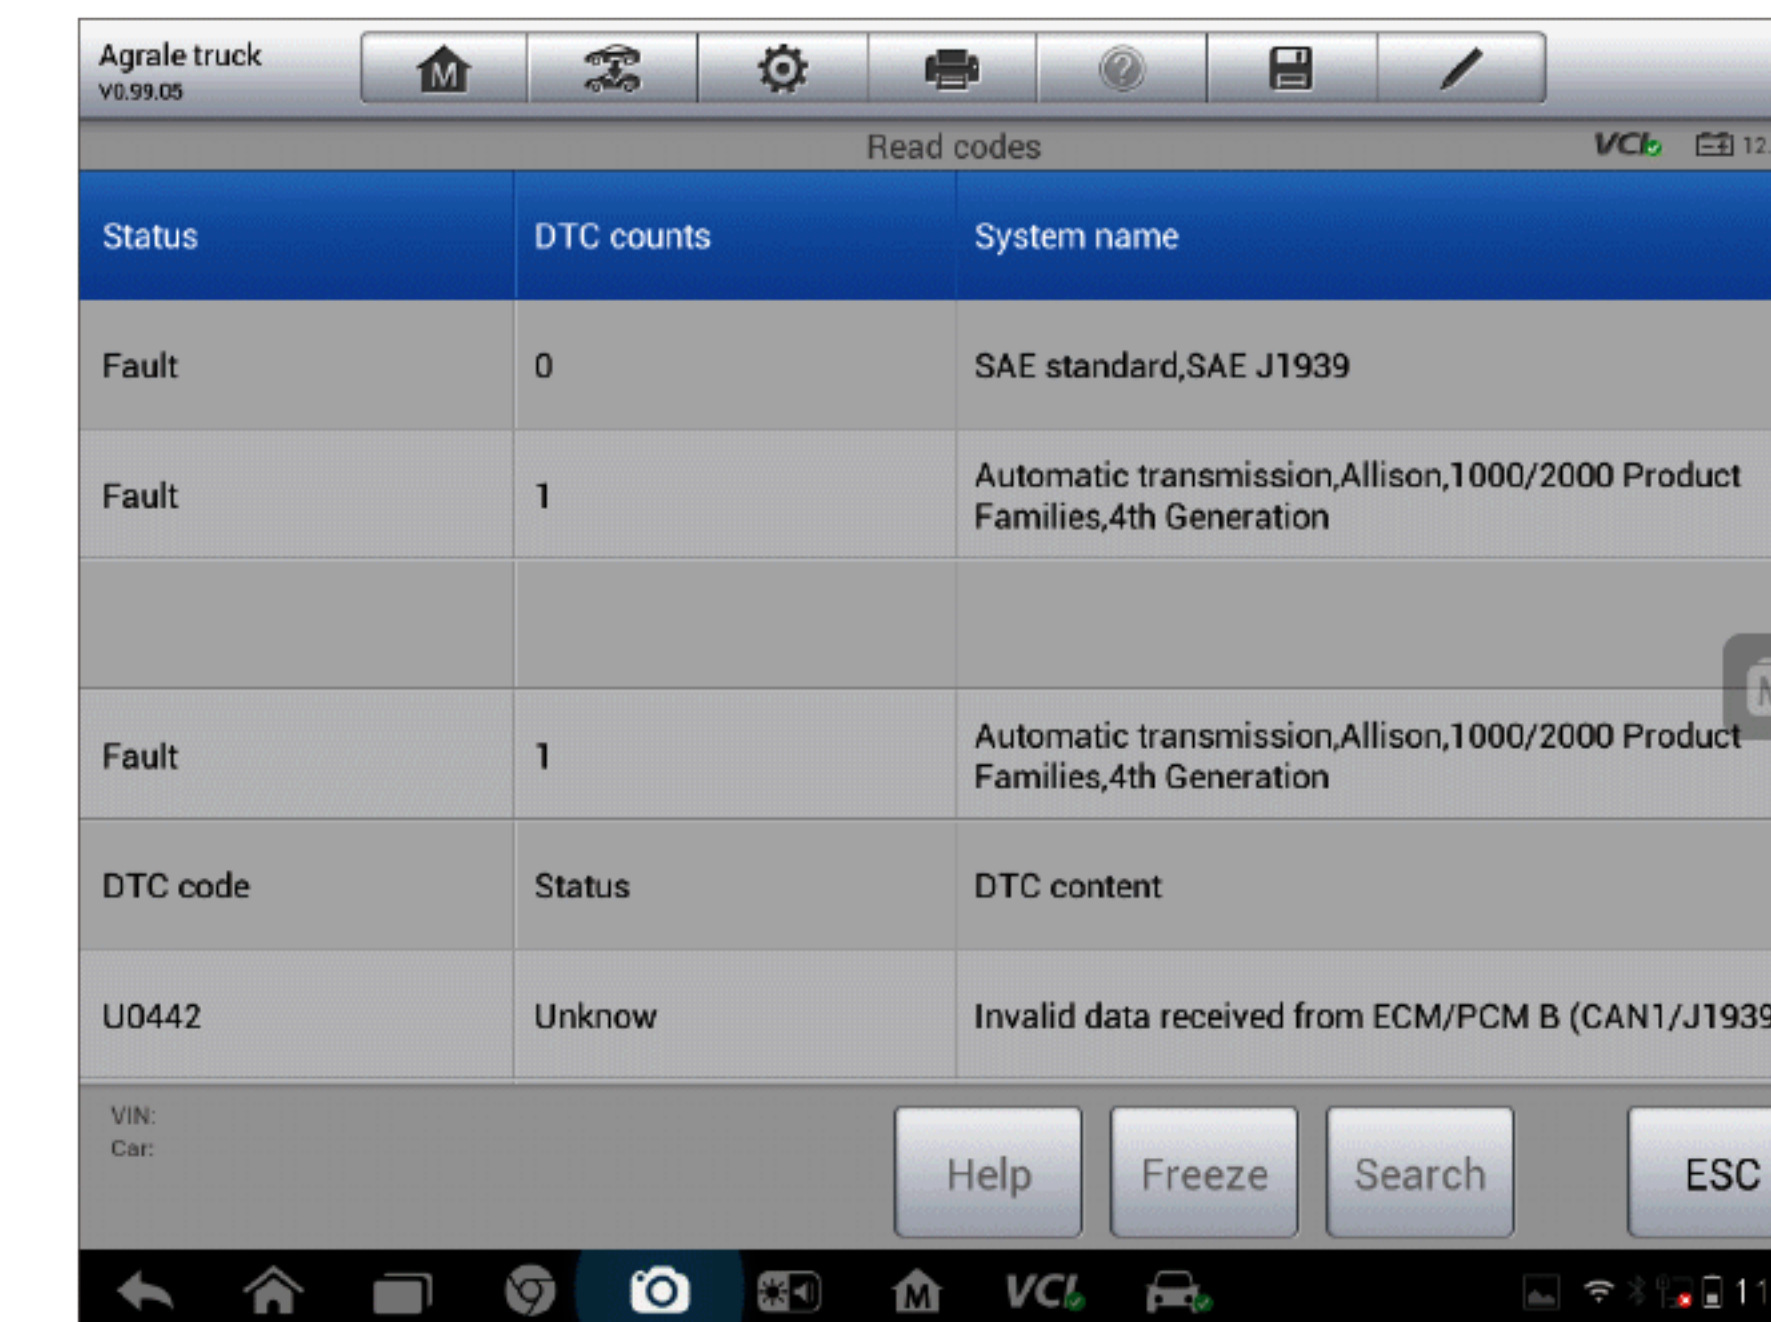 Agrale truck
V0.99.05
M
Read codes
VCI
12.
Status DTC counts System name
Fault 0 SAE standard,SAE J1939
Fault 1 Automatic transmission,Allison,1000/2000 Product
Families,4th Generation
Fault 1 Automatic transmission,Allison,1000/2000 Product
Families,4th Generation
DTC code Status DTC content
U0442 Unknow Invalid data received from ECM/PCM B (CAN1/J1939
VIN:
Car:
Help Freeze Search ESC
M VCI 11